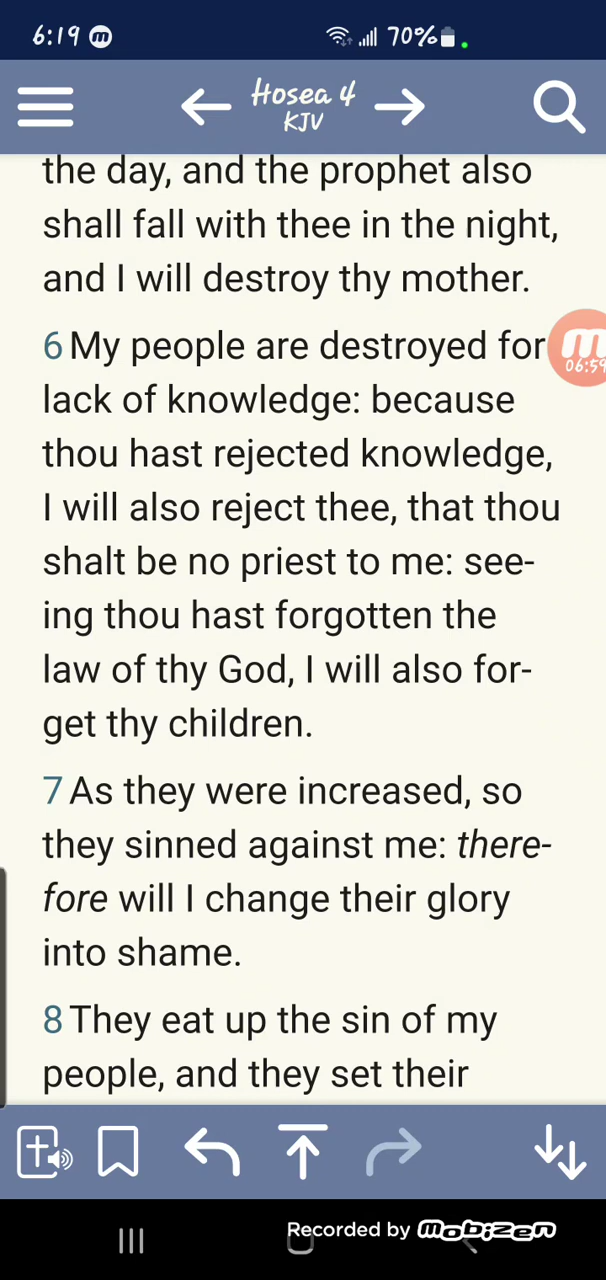 6:19 m 70%
Hosea 4
KJV
the day, and the prophet also
shall fall with thee in the night,
and I will destroy thy mother.
6 My people are destroyed for
m
06:59
lack of knowledge: because
thou hast rejected knowledge,
I will also reject thee, that thou
shalt be no priest to me: see-
ing thou hast forgotten the
law of thy God, I will also for-
get thy children.
7 As they were increased, so
they sinned against me: there-
fore will I change their glory
into shame.
8 They eat up the sin of my
people, and they set their
Recorded by mobizen